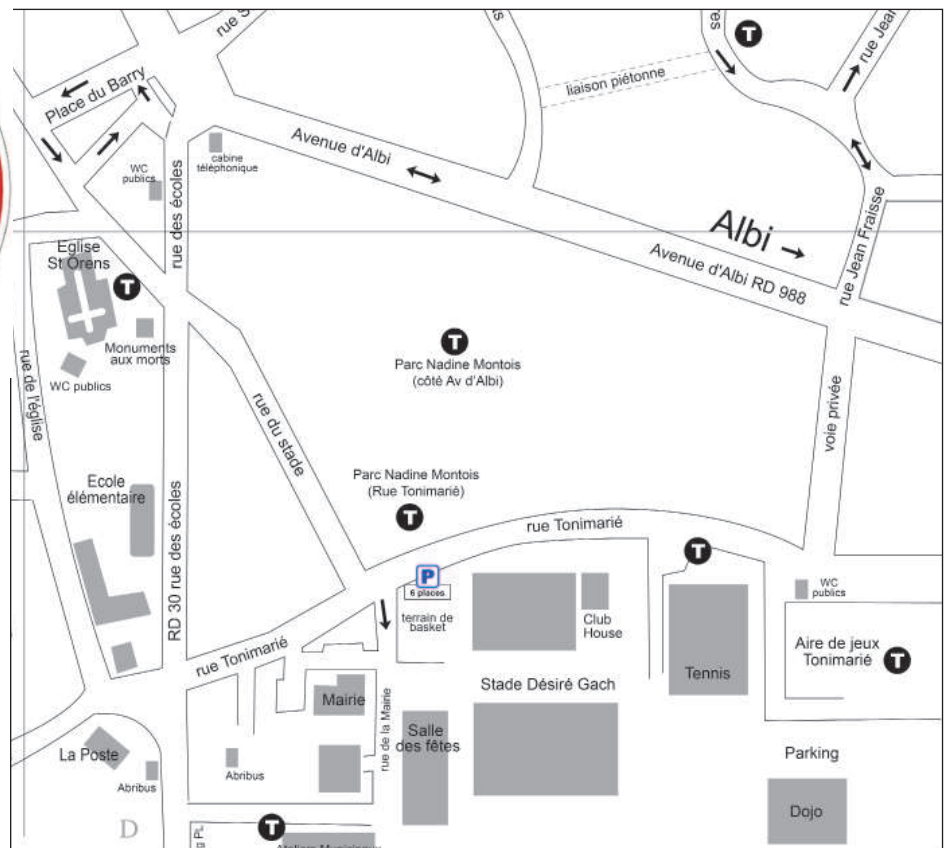 T
liaison piétonne
rue Jean
Place du Barry
Avenue d'Albi
cabine
téléphonique
WC
publics
rue des écoles
Albi
Avenue d'Albi RD 988
rue Jean Fraisse
Eglise
St Orens
T
Monuments
aux morts
WC publics
rue de l'église
T
Parc Nadine Montois
(côté Av d'Albi)
voie privée
rue du stade
Parc Nadine Montois
(Rue Tonimarié)
T
Ecole
élémentaire
RD 30 rue des écoles
rue Tonimarié
T
P
6 places
terrain de
basket
Club
House
WC
publics
Aire de jeux
Tonimarié
T
Tennis
rue Tonimarié
Stade Désiré Gach
Mairie
rue de la Mairie
Salle
des fêtes
La Poste
Abribus
Abribus
Parking
Dojo
D
T